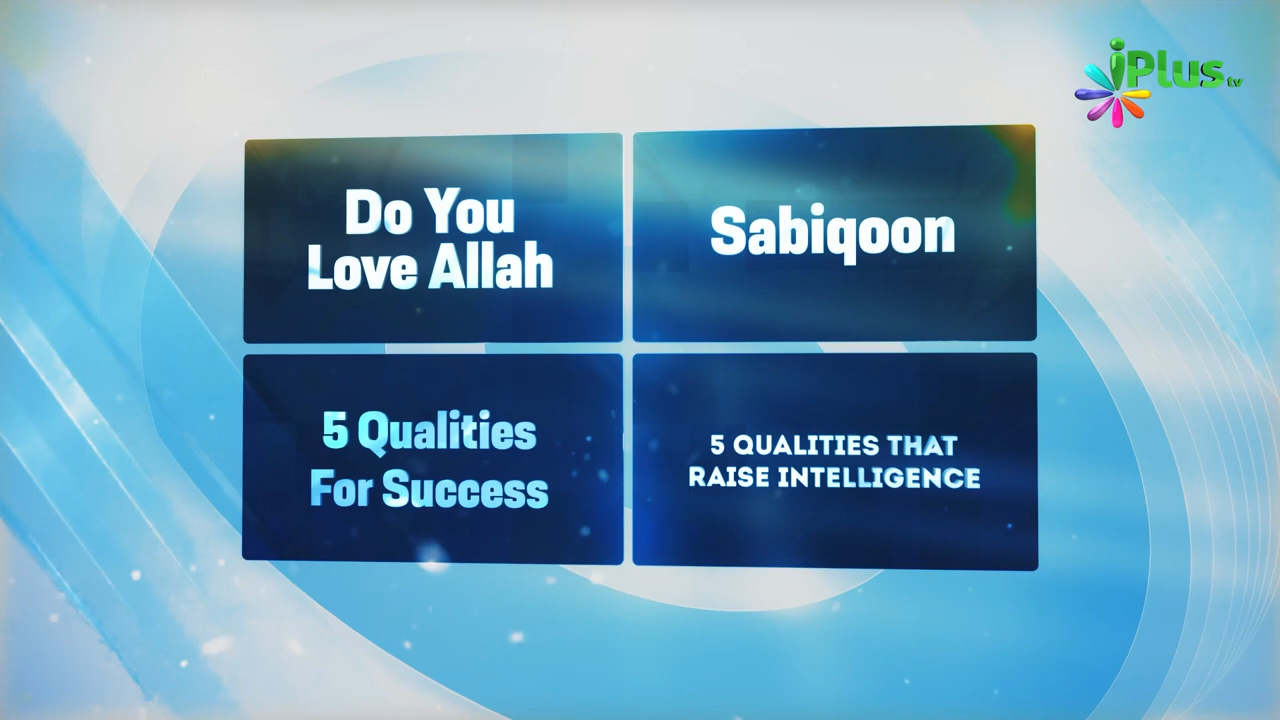 iPlus tv
Do You
Love Allah
Sabiqoon
5 Qualities
For Success
5 QUALITIES THAT
RAISE INTELLIGENCE